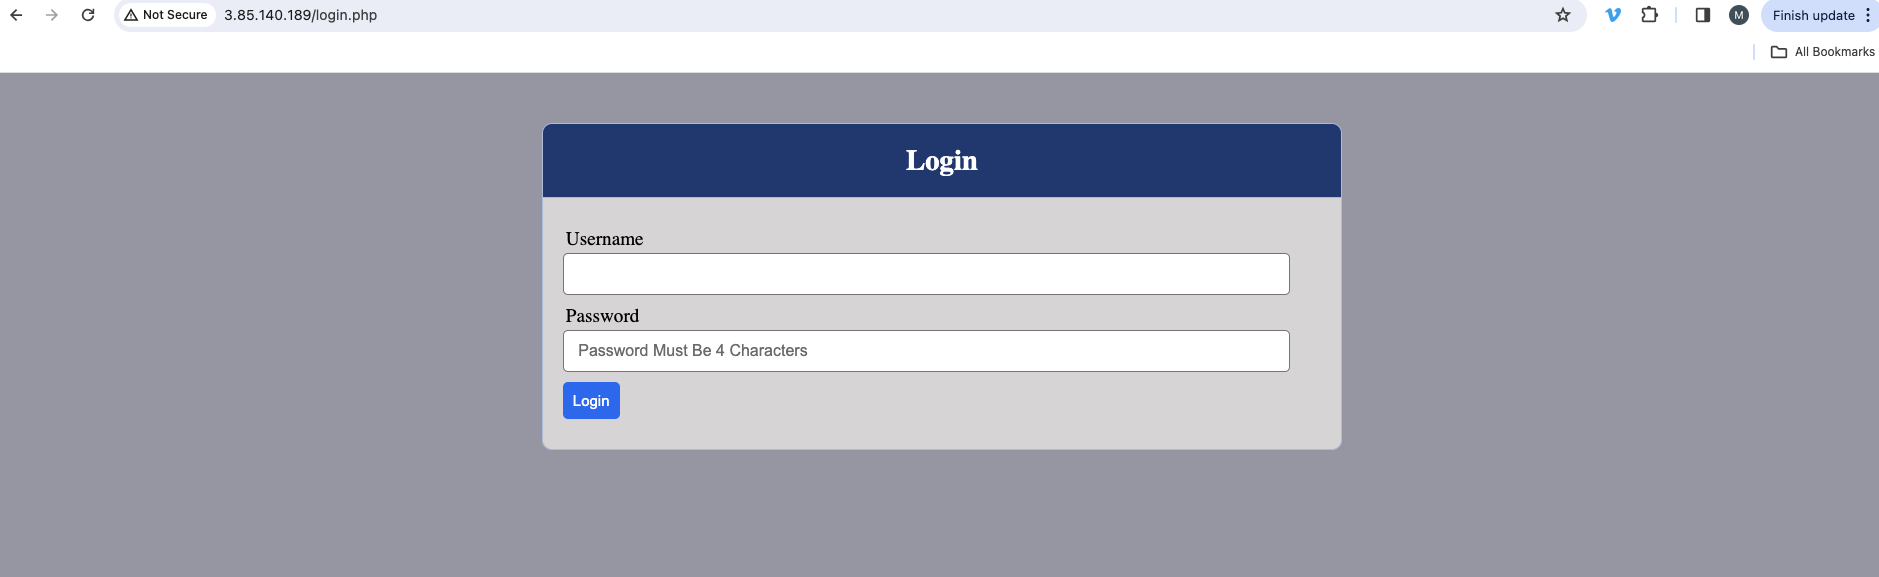 Not Secure 3.85.140.189/login.php M Finish update
All Bookmarks
Login
Username
Password
Password Must Be 4 Characters
Login